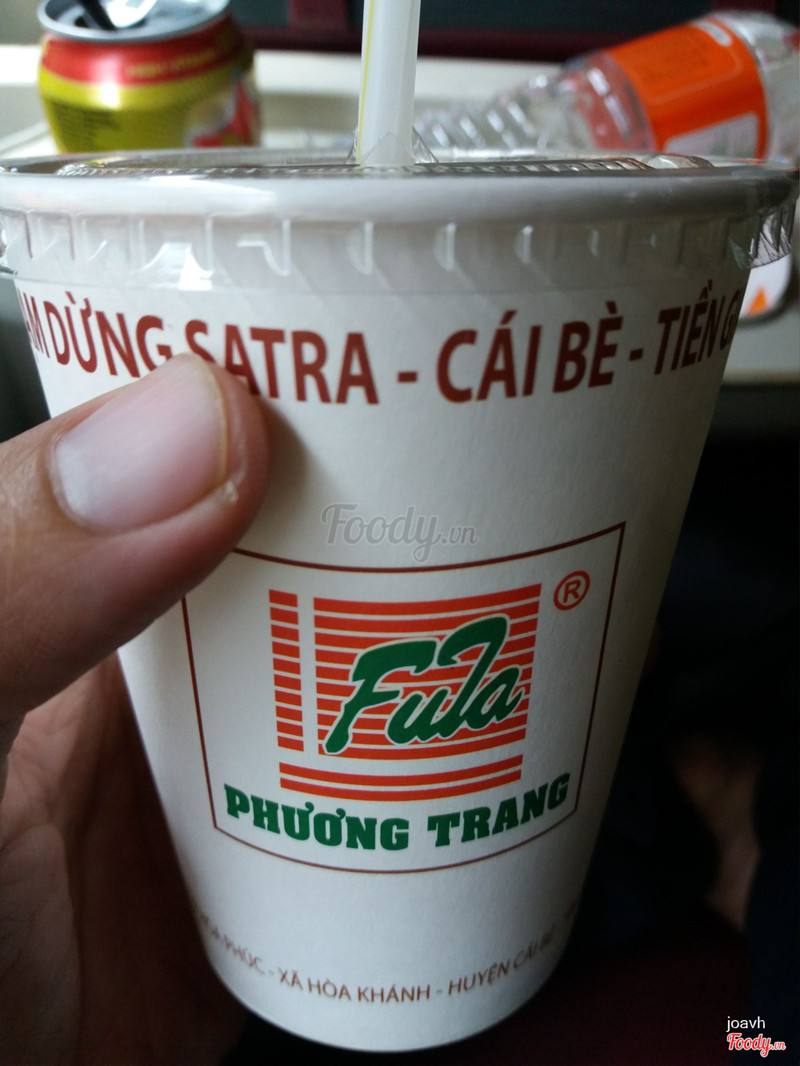 DỪNG SATRA - CÁI BÈ - TIỀN
Foody.vn
®
FuTa
PHƯƠNG TRANG
PHÚC - XÃ HÒA KHÁNH - HUYỆN CÁI BÈ
joavh
Foody.vn